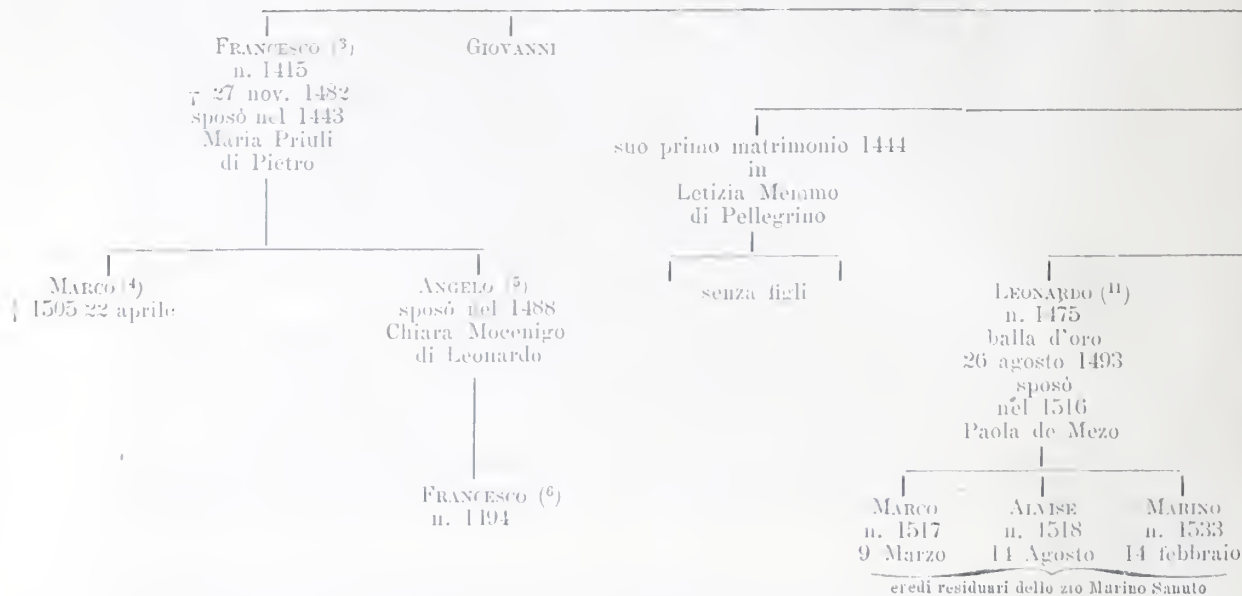 FRANCESCO (3)
n. 1415
† 27 nov. 1482
sposò nel 1443
Maria Priuli
di Pietro
GIOVANNI
suo primo matrimonio 1444
in
Letizia Memmo
di Pellegrino
MARCO (4)
† 1505 22 aprile
ANGELO (5)
sposò nel 1488
Chiara Mocenigo
di Leonardo
senza figli
LEONARDO (11)
n. 1475
balla d'oro
26 agosto 1493
sposò
nel 1516
Paola de Mezo
FRANCESCO (6)
n. 1494
MARCO
n. 1517
9 Marzo
ALVISE
n. 1518
14 Agosto
MARINO
n. 1533
14 febbraio
eredi residuari dello zio Marino Sanuto